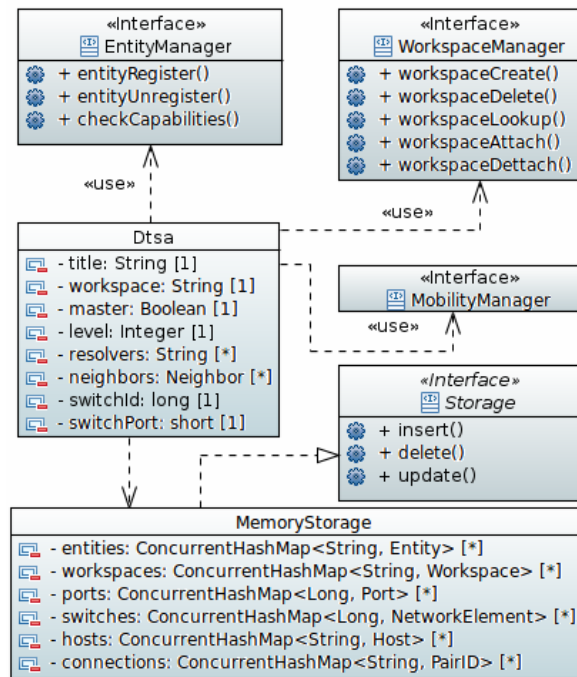 «Interface»
EntityManager
+ entityRegister()
+ entityUnregister()
+ checkCapabilities()
«Interface»
WorkspaceManager
+ workspaceCreate()
+ workspaceDelete()
+ workspaceLookup()
+ workspaceAttach()
+ workspaceDettach()
«use»
«use»
Dtsa
- title: String [1]
- workspace: String [1]
- master: Boolean [1]
- level: Integer [1]
- resolvers: String [*]
- neighbors: Neighbor [*]
- switchId: long [1]
- switchPort: short [1]
«Interface»
MobilityManager
«use»
«Interface»
Storage
+ insert()
+ delete()
+ update()
MemoryStorage
- entities: ConcurrentHashMap<String, Entity> [*]
- workspaces: ConcurrentHashMap<String, Workspace> [*]
- ports: ConcurrentHashMap<Long, Port> [*]
- switches: ConcurrentHashMap<Long, NetworkElement> [*]
- hosts: ConcurrentHashMap<String, Host> [*]
- connections: ConcurrentHashMap<String, PairID> [*]